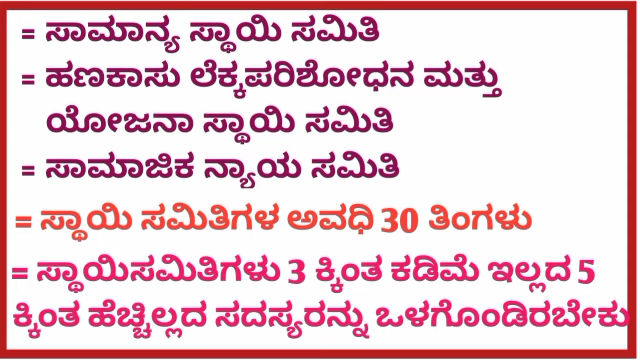 = ಸಾಮಾನ್ಯ ಸ್ಥಾಯಿ ಸಮಿತಿ
= ಹಣಕಾಸು ಲೆಕ್ಕಪರಿಶೋಧನ ಮತ್ತು
ಯೋಜನಾ ಸ್ಥಾಯಿ ಸಮಿತಿ
= ಸಾಮಾಜಿಕ ನ್ಯಾಯ ಸಮಿತಿ
= ಸ್ಥಾಯಿ ಸಮಿತಿಗಳ ಅವಧಿ 30 ತಿಂಗಳು
= ಸ್ಥಾಯಿಸಮಿತಿಗಳು 3 ಕ್ಕಿಂತ ಕಡಿಮೆ ಇಲ್ಲದ 5
ಕ್ಕಿಂತ ಹೆಚ್ಚಿಲ್ಲದ ಸದಸ್ಯರನ್ನು ಒಳಗೊಂಡಿರಬೇಕು